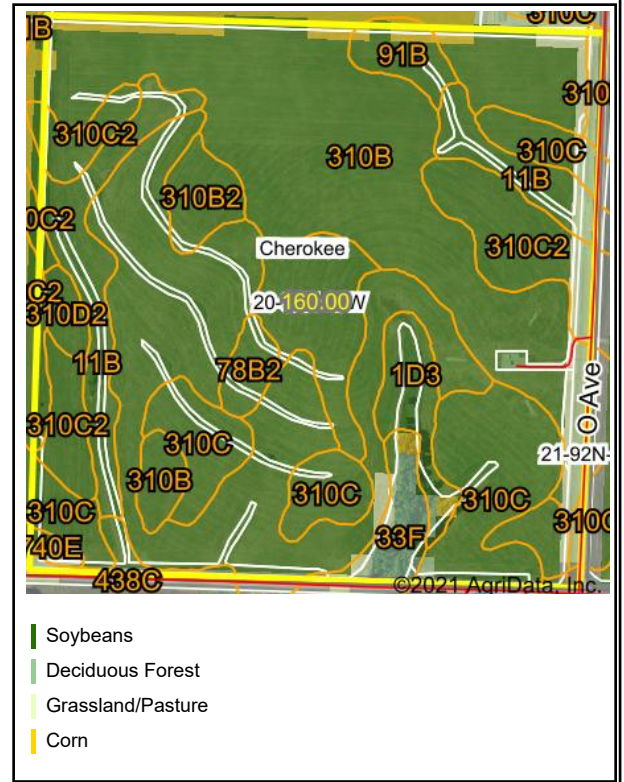 310C
B
91B
310
310C2
310B
310C
11B
310B2
0C2
310C2
Cherokee
C2
20-160.00W
310D2
11B
78B2
1D3
O Ave
310C2
310C
21-92N-
310B
310C
310C
310C
310C
33F
740E
438C
©2021 AgriData, Inc.
Soybeans
Deciduous Forest
Grassland/Pasture
Corn